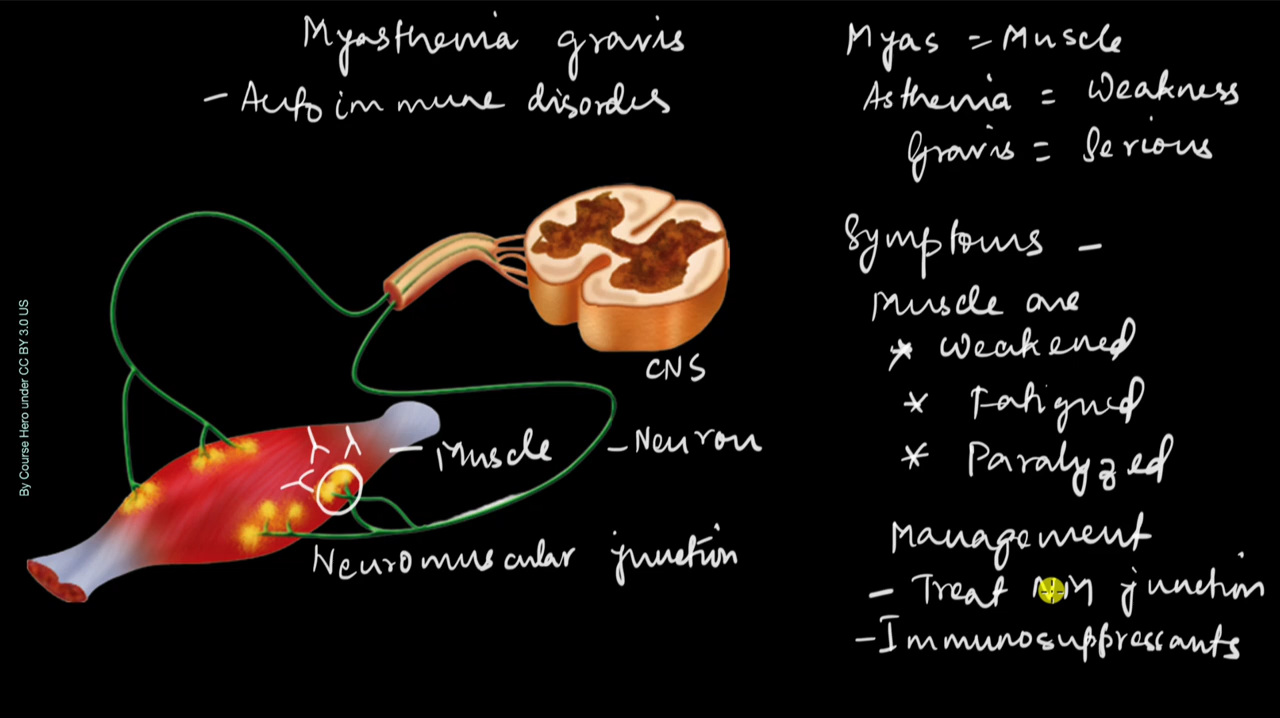 Myasthenia gravis
- Autoimmune disorder
Myas = Muscle
Asthenia = Weakness
Gravis = Serious
Symptoms -
Muscle are
* Weakened
* Fatigued
* Paralyzed
Management
- Treat junction
- Immunosuppressants
CNS
- Muscle
- Neuron
Neuromuscular junction
By Course Hero under CC BY 3.0 US